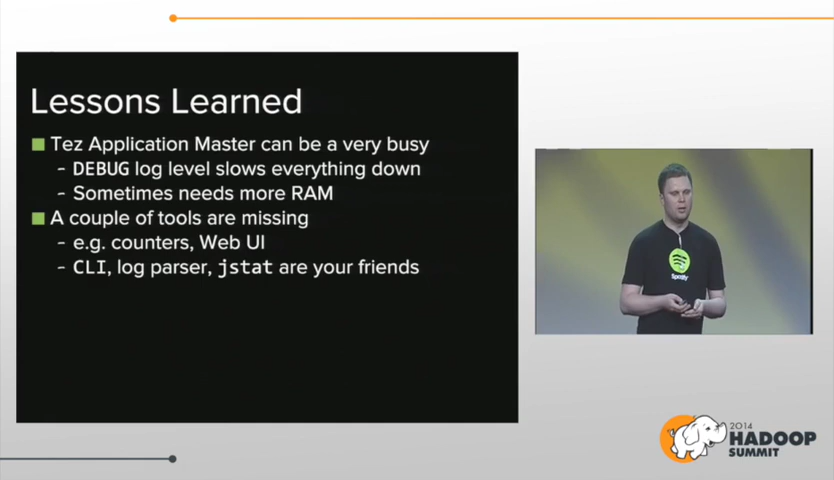 Lessons Learned
Tez Application Master can be a very busy
- DEBUG log level slows everything down
- Sometimes needs more RAM
A couple of tools are missing
- e.g. counters, Web UI
- CLI, log parser, jstat are your friends
Spotify
2014
HADOOP
SUMMIT